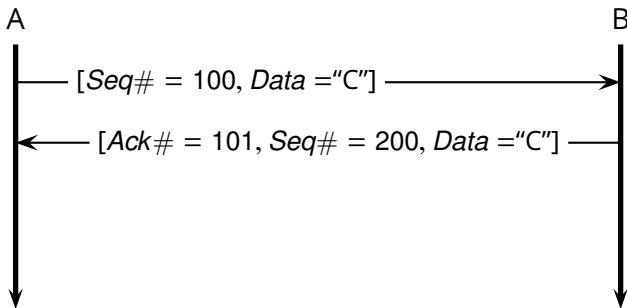 A B
[Seq# = 100, Data =“C”]
[Ack# = 101, Seq# = 200, Data =“C”]